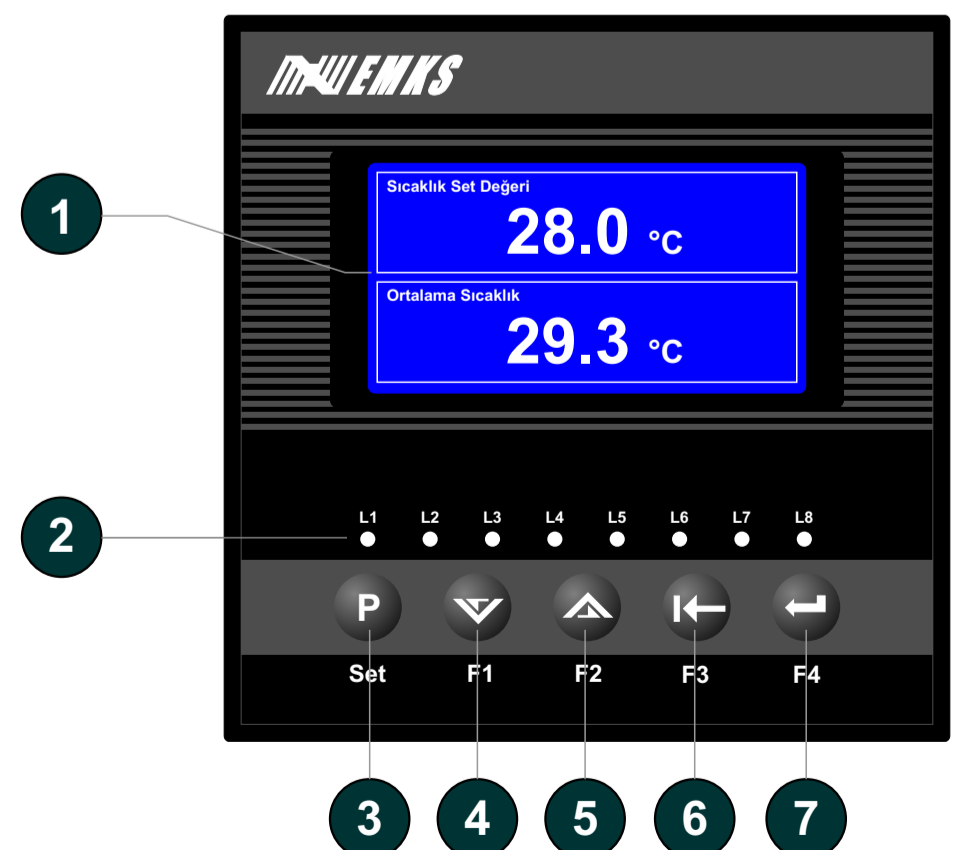 EMKS
Sıcaklık Set Değeri
28.0 °C
1
Ortalama Sıcaklık
29.3 °C
L1 L2 L3 L4 L5 L6 L7 L8
2
P
Set F1 F2 F3 F4
3 4 5 6 7